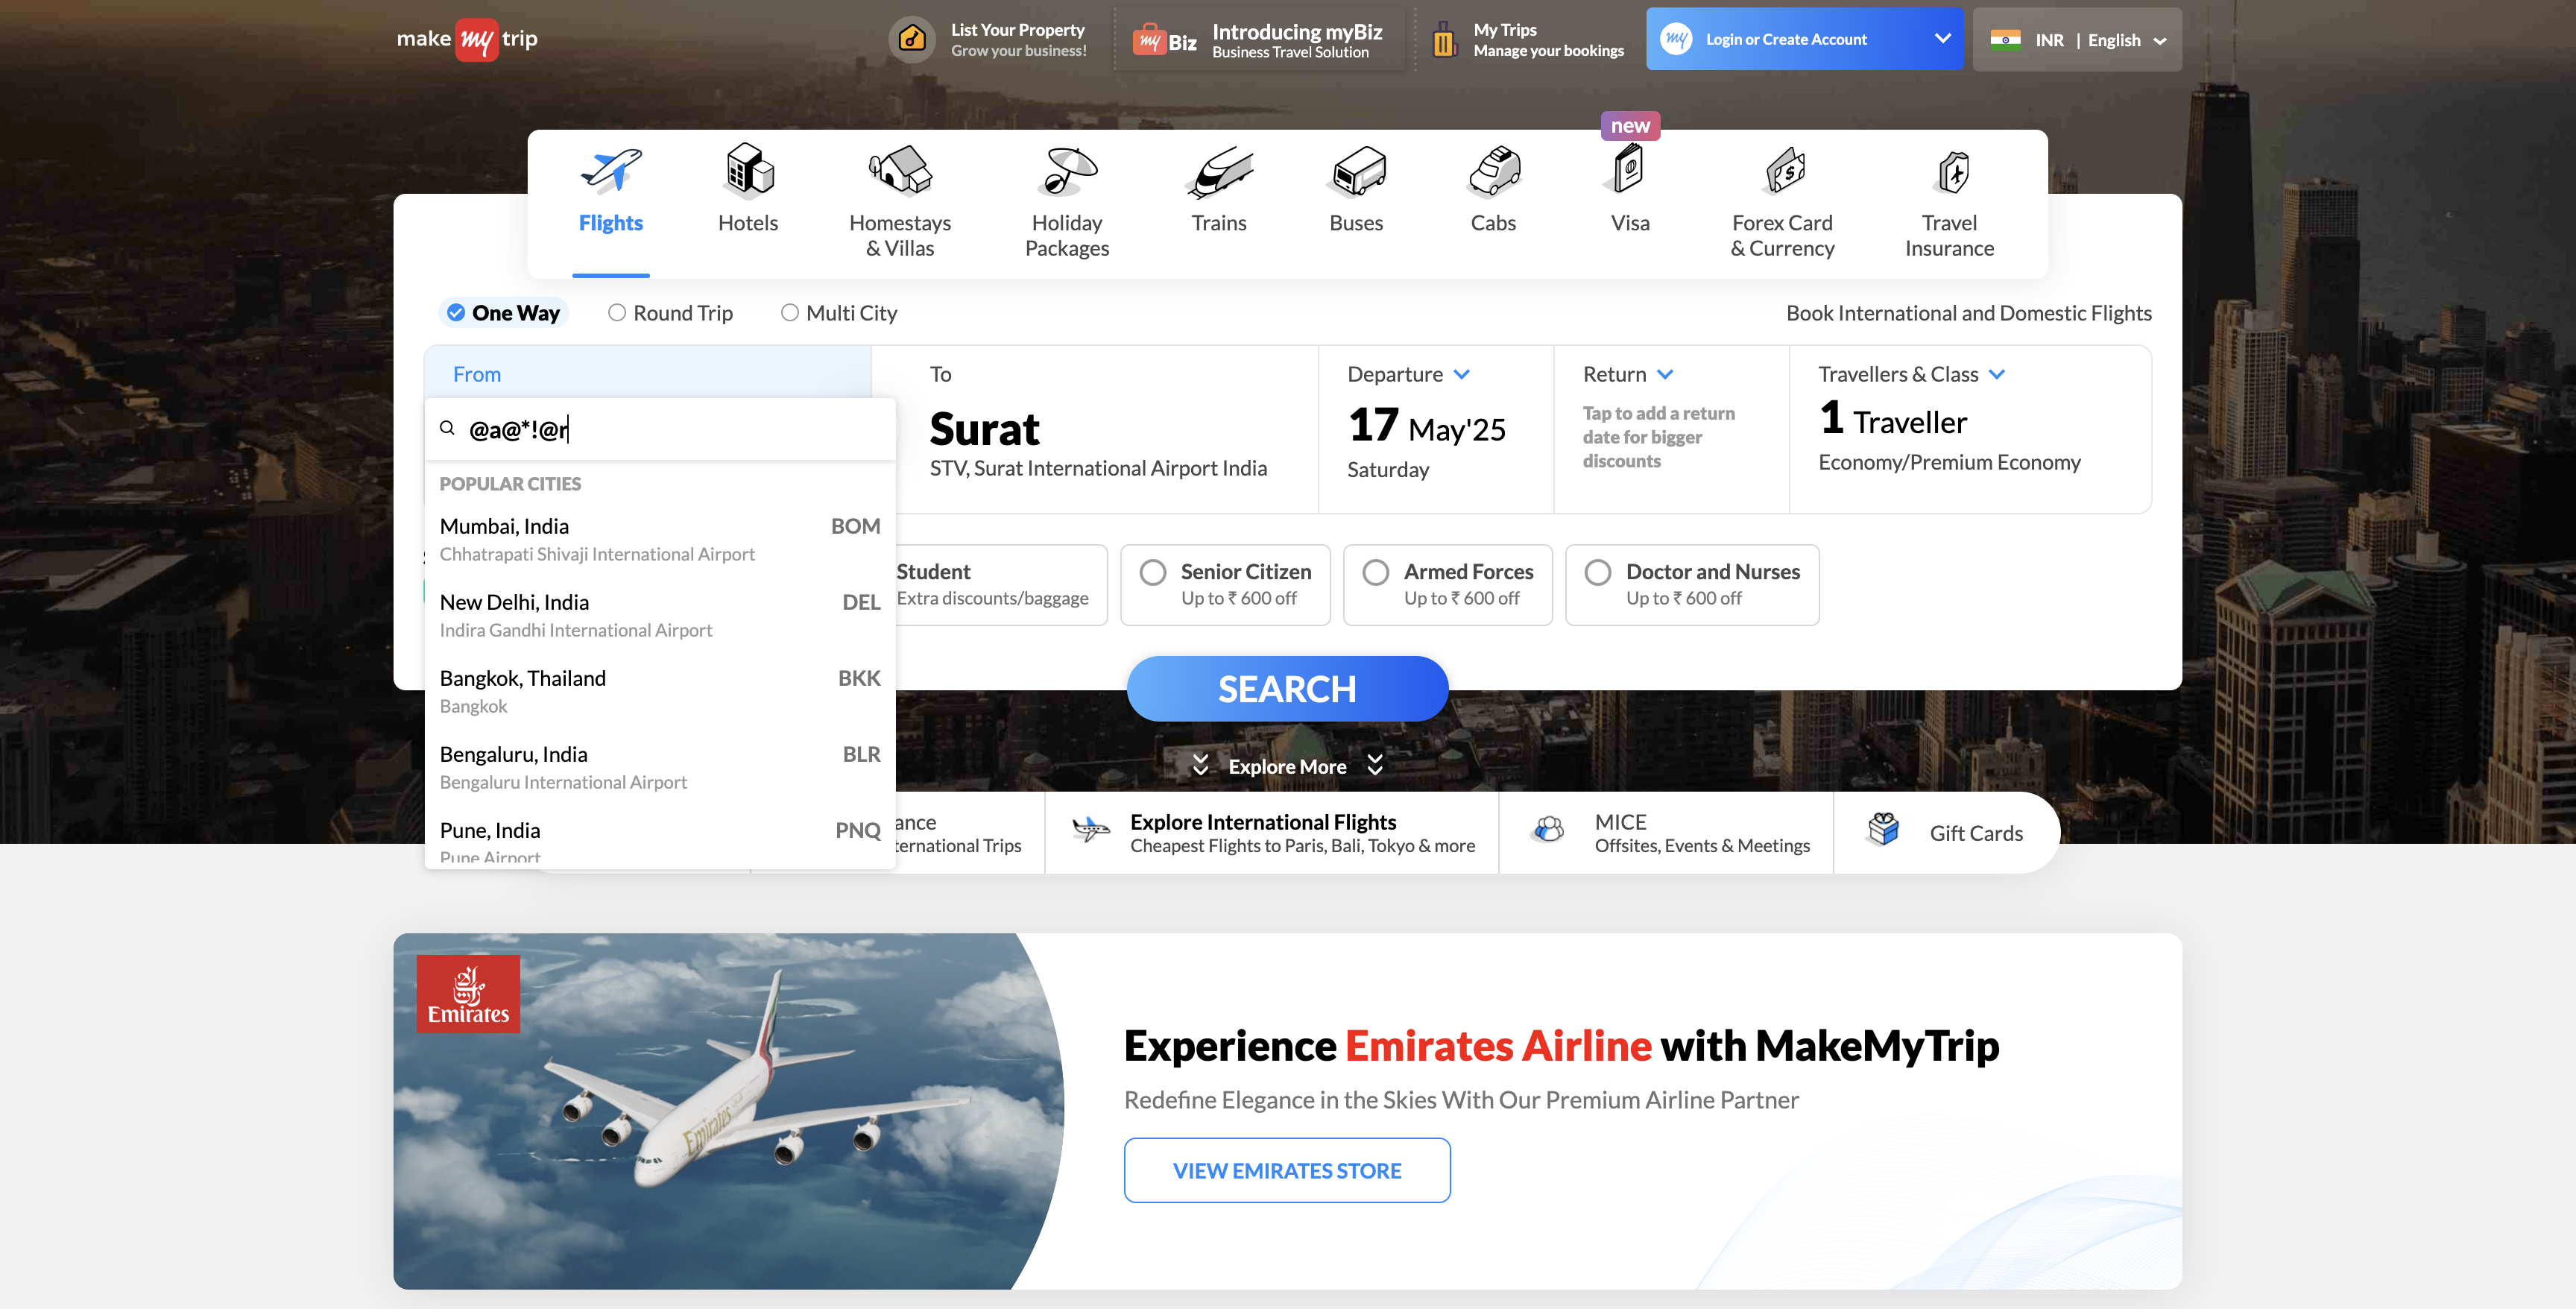 make my trip
List Your Property
Grow your business!
my Biz
Introducing myBiz
Business Travel Solution
My Trips
Manage your bookings
my Login or Create Account
INR | English
new
Flights
Hotels
Homestays
& Villas
Holiday
Packages
Trains
Buses
Cabs
Visa
Forex Card
& Currency
Travel
Insurance
One Way
Round Trip
Multi City
Book International and Domestic Flights
From
@a@*!@r
POPULAR CITIES
Mumbai, India BOM
Chhatrapati Shivaji International Airport
New Delhi, India DEL
Indira Gandhi International Airport
Bangkok, Thailand BKK
Bangkok
Bengaluru, India BLR
Bengaluru International Airport
Pune, India PNQ
Pune Airport
To
Surat
STV, Surat International Airport India
Departure
17 May'25
Saturday
Return
Tap to add a return
date for bigger
discounts
Travellers & Class
1 Traveller
Economy/Premium Economy
Student
Extra discounts/baggage
Senior Citizen
Up to ₹ 600 off
Armed Forces
Up to ₹ 600 off
Doctor and Nurses
Up to ₹ 600 off
SEARCH
Explore More
ance
ternational Trips
Explore International Flights
Cheapest Flights to Paris, Bali, Tokyo & more
MICE
Offsites, Events & Meetings
Gift Cards
Emirates
Emirates
Experience Emirates Airline with MakeMyTrip
Redefine Elegance in the Skies With Our Premium Airline Partner
VIEW EMIRATES STORE